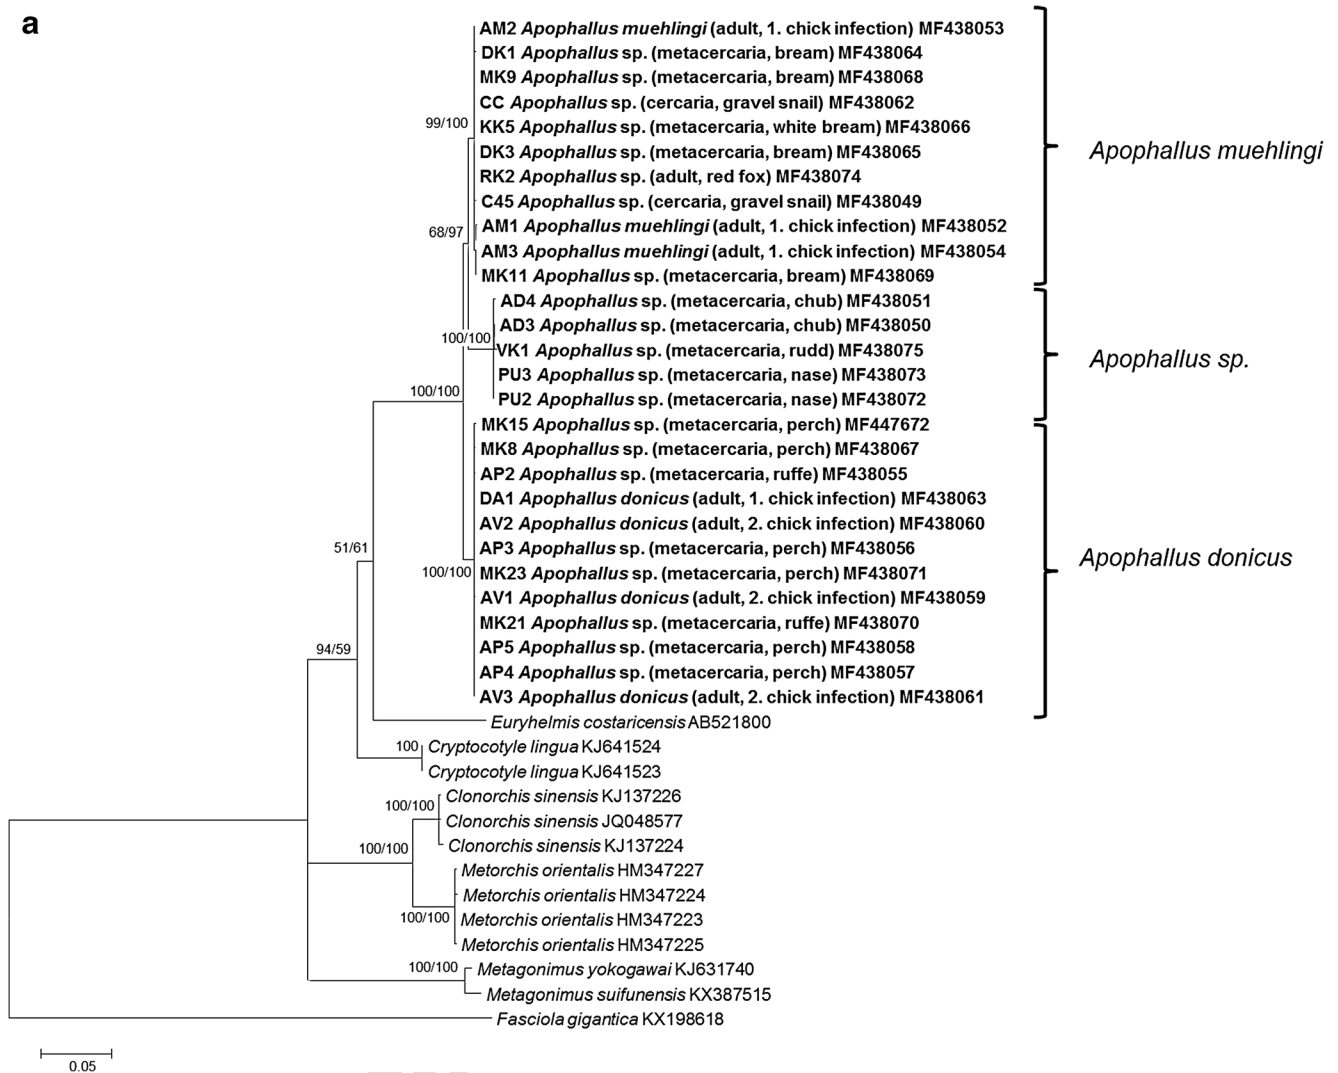 a
AM2 Apophallus muehlingi (adult, 1. chick infection) MF438053
DK1 Apophallus sp. (metacercaria, bream) MF438064
MK9 Apophallus sp. (metacercaria, bream) MF438068
CC Apophallus sp. (cercaria, gravel snail) MF438062
99/100
KK5 Apophallus sp. (metacercaria, white bream) MF438066
DK3 Apophallus sp. (metacercaria, bream) MF438065
Apophallus muehlingi
RK2 Apophallus sp. (adult, red fox) MF438074
C45 Apophallus sp. (cercaria, gravel snail) MF438049
68/97
AM1 Apophallus muehlingi (adult, 1. chick infection) MF438052
AM3 Apophallus muehlingi (adult, 1. chick infection) MF438054
MK11 Apophallus sp. (metacercaria, bream) MF438069
AD4 Apophallus sp. (metacercaria, chub) MF438051
AD3 Apophallus sp. (metacercaria, chub) MF438050
100/100
VK1 Apophallus sp. (metacercaria, rudd) MF438075
Apophallus sp.
PU3 Apophallus sp. (metacercaria, nase) MF438073
100/100
PU2 Apophallus sp. (metacercaria, nase) MF438072
MK15 Apophallus sp. (metacercaria, perch) MF447672
MK8 Apophallus sp. (metacercaria, perch) MF438067
AP2 Apophallus sp. (metacercaria, ruffe) MF438055
DA1 Apophallus donicus (adult, 1. chick infection) MF438063
AV2 Apophallus donicus (adult, 2. chick infection) MF438060
51/61
AP3 Apophallus sp. (metacercaria, perch) MF438056
Apophallus donicus
100/100
MK23 Apophallus sp. (metacercaria, perch) MF438071
AV1 Apophallus donicus (adult, 2. chick infection) MF438059
MK21 Apophallus sp. (metacercaria, ruffe) MF438070
94/59
AP5 Apophallus sp. (metacercaria, perch) MF438058
AP4 Apophallus sp. (metacercaria, perch) MF438057
AV3 Apophallus donicus (adult, 2. chick infection) MF438061
Euryhelmis costaricensis AB521800
100
Cryptocotyle lingua KJ641524
Cryptocotyle lingua KJ641523
Clonorchis sinensis KJ137226
100/100
Clonorchis sinensis JQ048577
Clonorchis sinensis KJ137224
100/100
Metorchis orientalis HM347227
Metorchis orientalis HM347224
100/100
Metorchis orientalis HM347223
Metorchis orientalis HM347225
100/100
Metagonimus yokogawai KJ631740
Metagonimus suifunensis KX387515
Fasciola gigantica KX198618
0.05